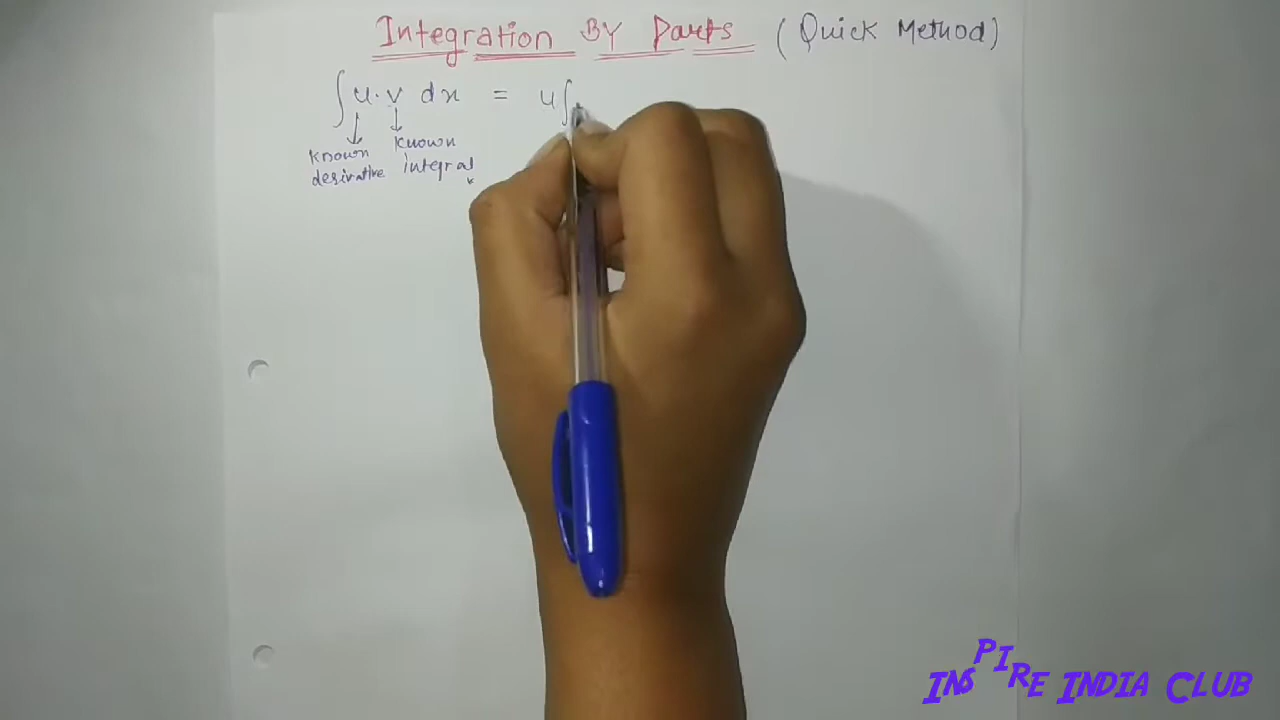 Integration BY Parts (Quick Method)
∫ u · v dx = u ∫
known derivative
known integral
INSPIRE INDIA CLUB